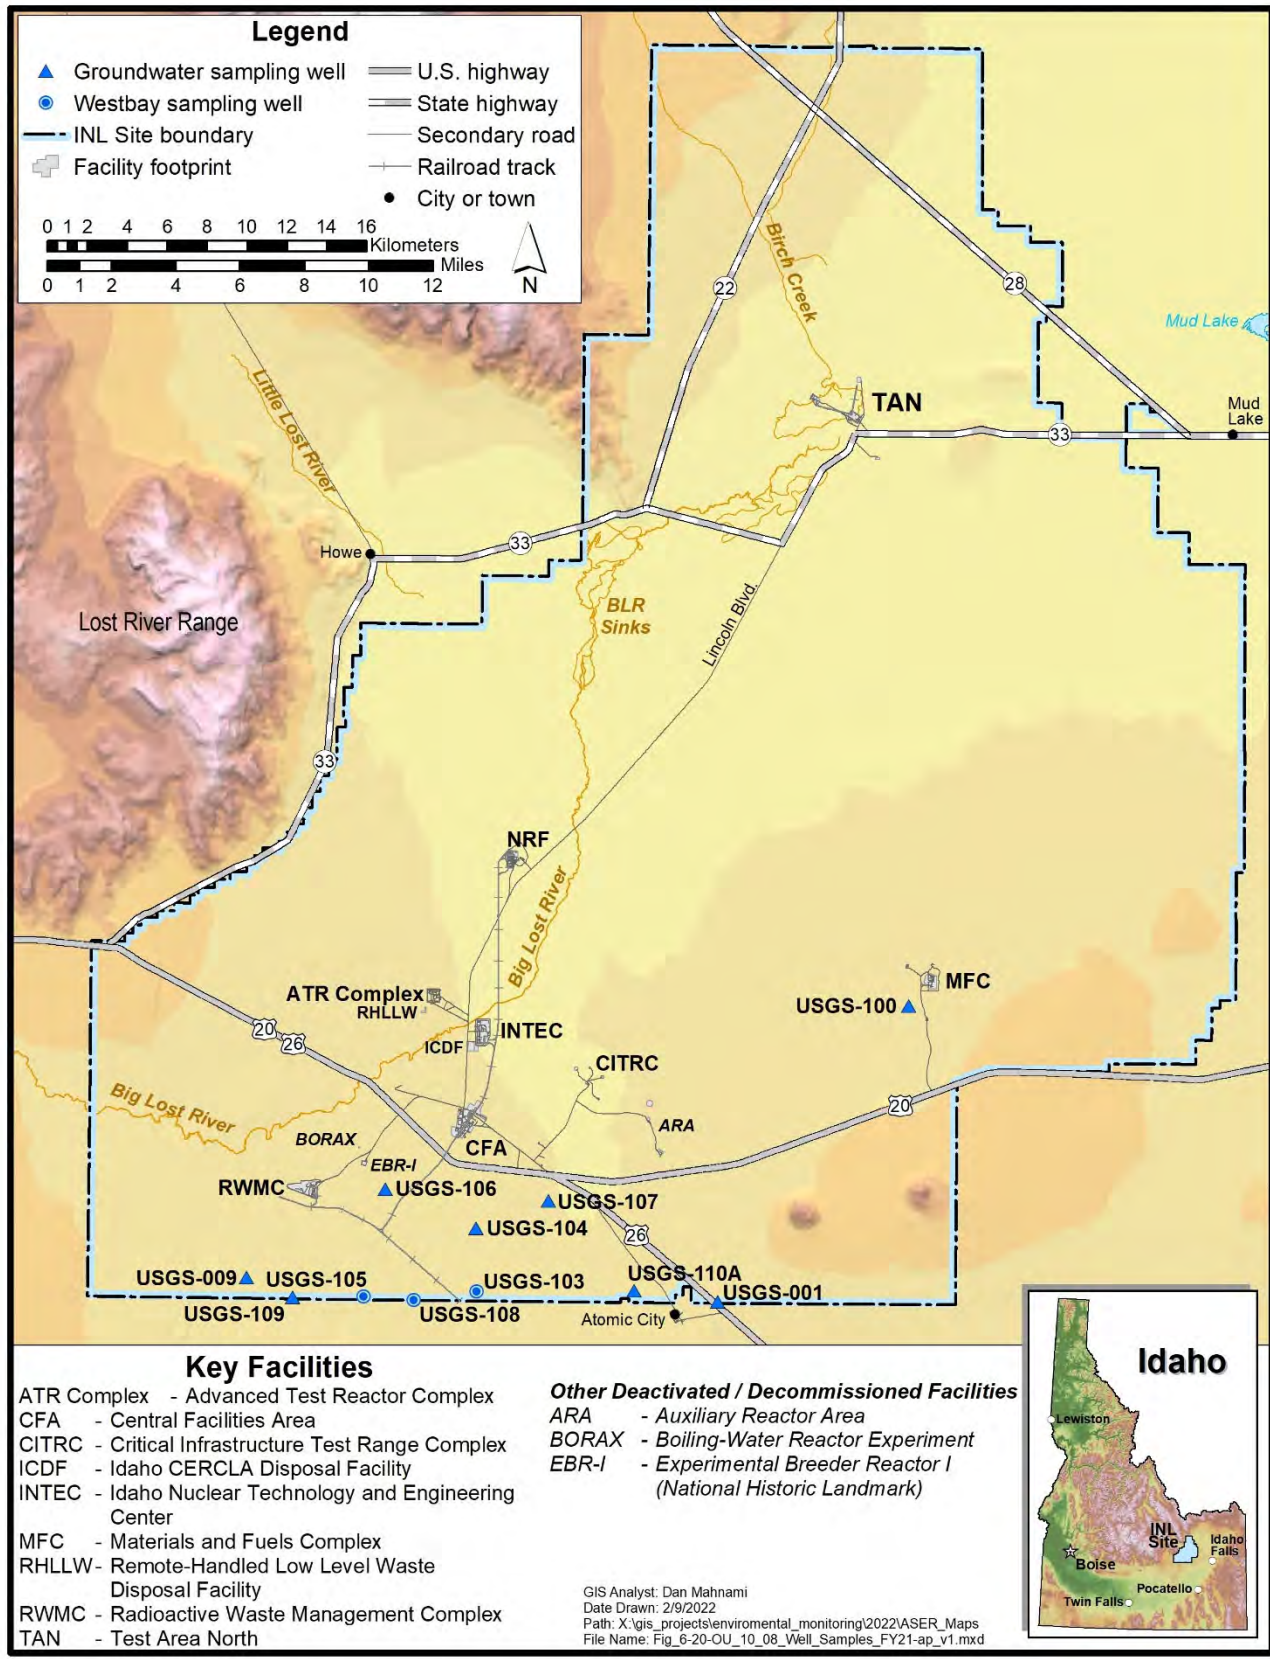 Legend
Groundwater sampling well
Westbay sampling well
INL Site boundary
Facility footprint
U.S. highway
State highway
Secondary road
Railroad track
City or town
0 1 2 4 6 8 10 12 14 16
Kilometers
Miles
0 1 2 4 6 8 10 12
N
Birch Creek
22
28
Mud Lake
TAN
Mud
Lake
33
Little Lost River
33
Howe
BLR
Sinks
Lincoln Blvd.
Lost River Range
33
NRF
Big Lost River
ATR Complex
RHLLW
INTEC
ICDF
MFC
USGS-100
20
26
CITRC
Big Lost River
20
ARA
BORAX
CFA
EBR-I
RWMC
USGS-106
USGS-107
USGS-104
26
USGS-009
USGS-105
USGS-103
USGS-110A
USGS-001
USGS-109
USGS-108
Atomic City
Key Facilities
ATR Complex - Advanced Test Reactor Complex
CFA - Central Facilities Area
CITRC - Critical Infrastructure Test Range Complex
ICDF - Idaho CERCLA Disposal Facility
INTEC - Idaho Nuclear Technology and Engineering
Center
MFC - Materials and Fuels Complex
RHLLW - Remote-Handled Low Level Waste
Disposal Facility
RWMC - Radioactive Waste Management Complex
TAN - Test Area North
Other Deactivated / Decommissioned Facilities
ARA - Auxiliary Reactor Area
BORAX - Boiling-Water Reactor Experiment
EBR-I - Experimental Breeder Reactor I
(National Historic Landmark)
GIS Analyst: Dan Mahnami
Date Drawn: 2/9/2022
Path: X:\gis_projects\enviromental_monitoring\2022\ASER_Maps
File Name: Fig_6-20-OU_10_08_Well_Samples_FY21-ap_v1.mxd
Idaho
Lewiston
INL
Site
Idaho
Falls
Boise
Pocatello
Twin Falls